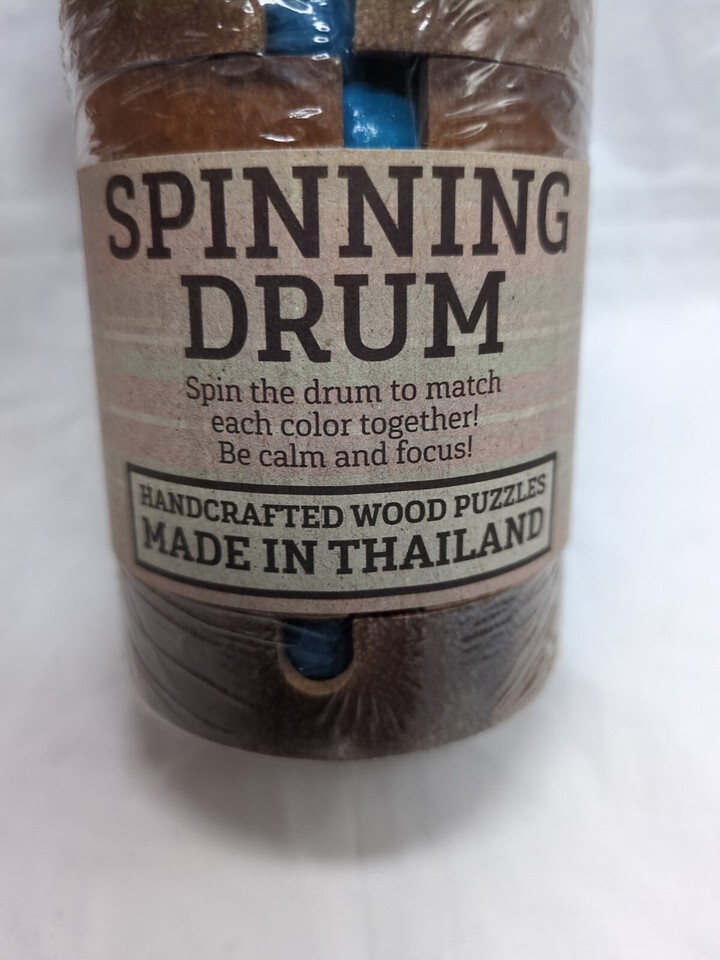 SPINNING
DRUM
Spin the drum to match
each color together!
Be calm and focus!
HANDCRAFTED WOOD PUZZLES
MADE IN THAILAND